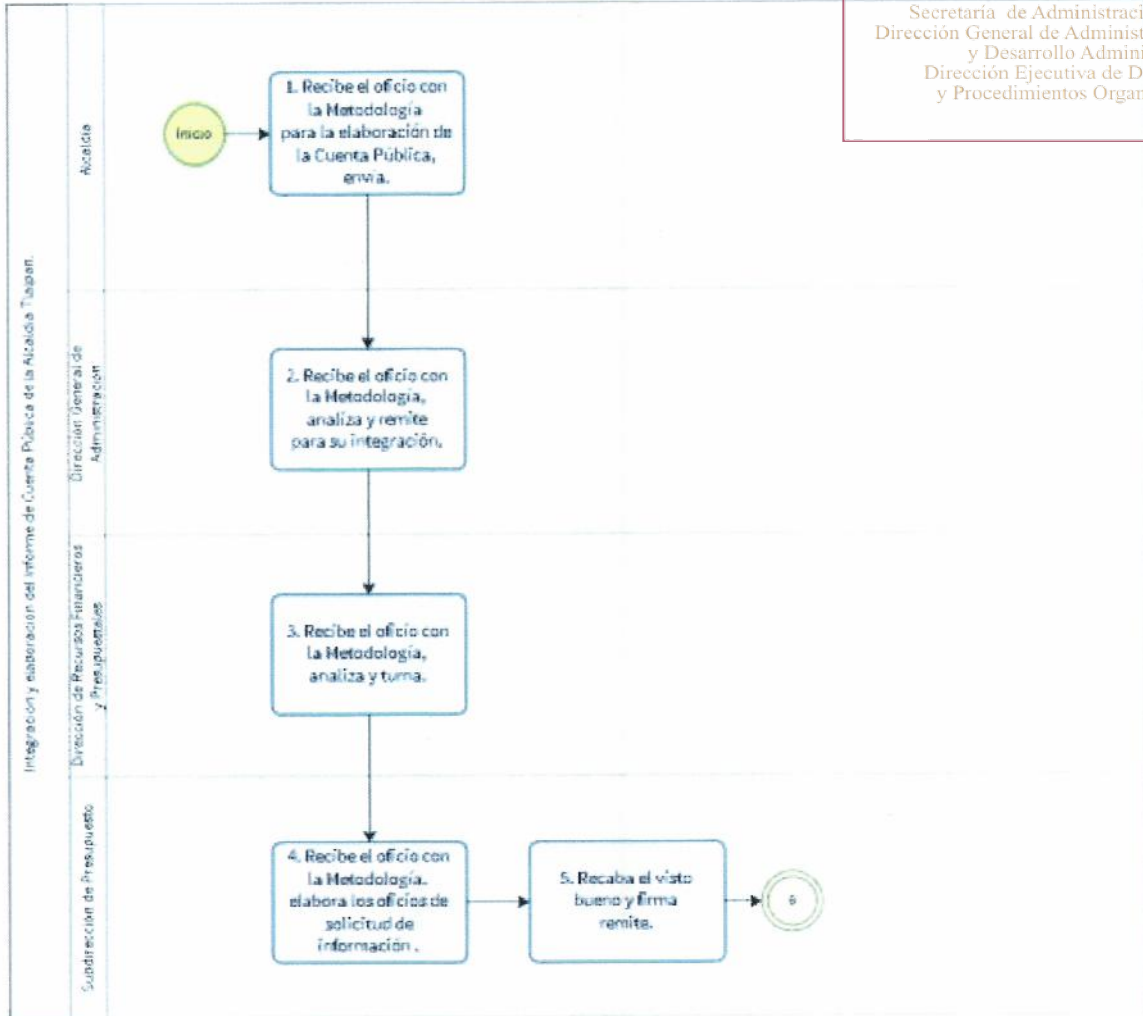 Secretaría de Administraci
Dirección General de Administ
y Desarrollo Admini
Dirección Ejecutiva de D
y Procedimientos Organ
Integración y elaboración del Informe de Cuenta Pública de la Alcaldía Tlalpan.
Alcaldía
Inicio
1. Recibe el oficio con
la Metodología
para la elaboración de
la Cuenta Pública,
envía.
Dirección General de
Administración
2. Recibe el oficio con
la Metodología,
analiza y remite
para su integración.
Dirección de Recursos Financieros
y Presupuestales
3. Recibe el oficio con
la Metodología,
analiza y turna.
Subdirección de Presupuesto
4. Recibe el oficio con
la Metodología.
elabora los oficios de
solicitud de
información .
5. Recaba el visto
bueno y firma
remite.
6